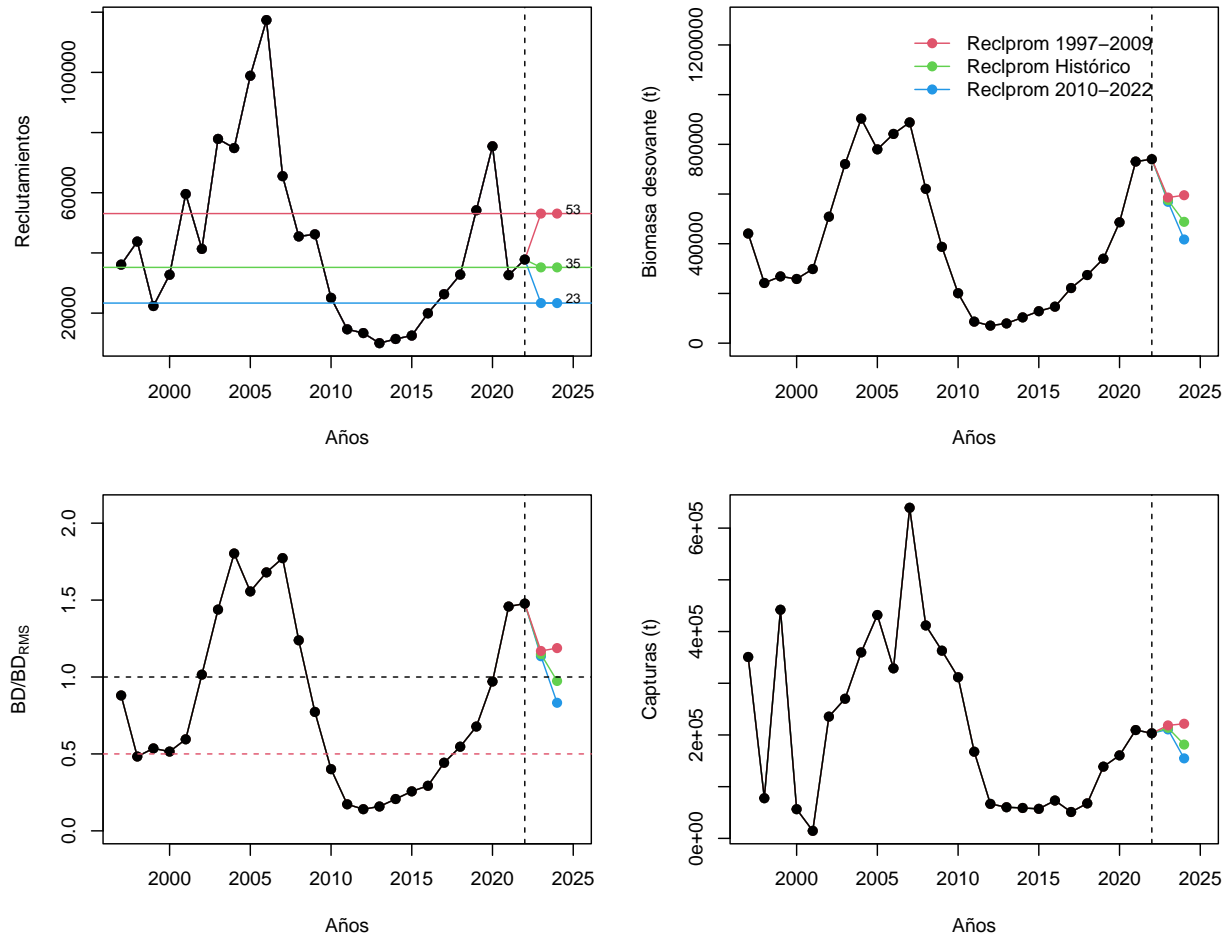 Reclutamientos
20000
60000
100000
53
35
23
2000
2005
2010
2015
2020
2025
Años
Biomasa desovante (t)
0
400000
800000
1200000
Reclprom 1997−2009
Reclprom Histórico
Reclprom 2010−2022
2000
2005
2010
2015
2020
2025
Años
BD/BD_RMS
0.0
0.5
1.0
1.5
2.0
2000
2005
2010
2015
2020
2025
Años
Capturas (t)
0e+00
2e+05
4e+05
6e+05
2000
2005
2010
2015
2020
2025
Años